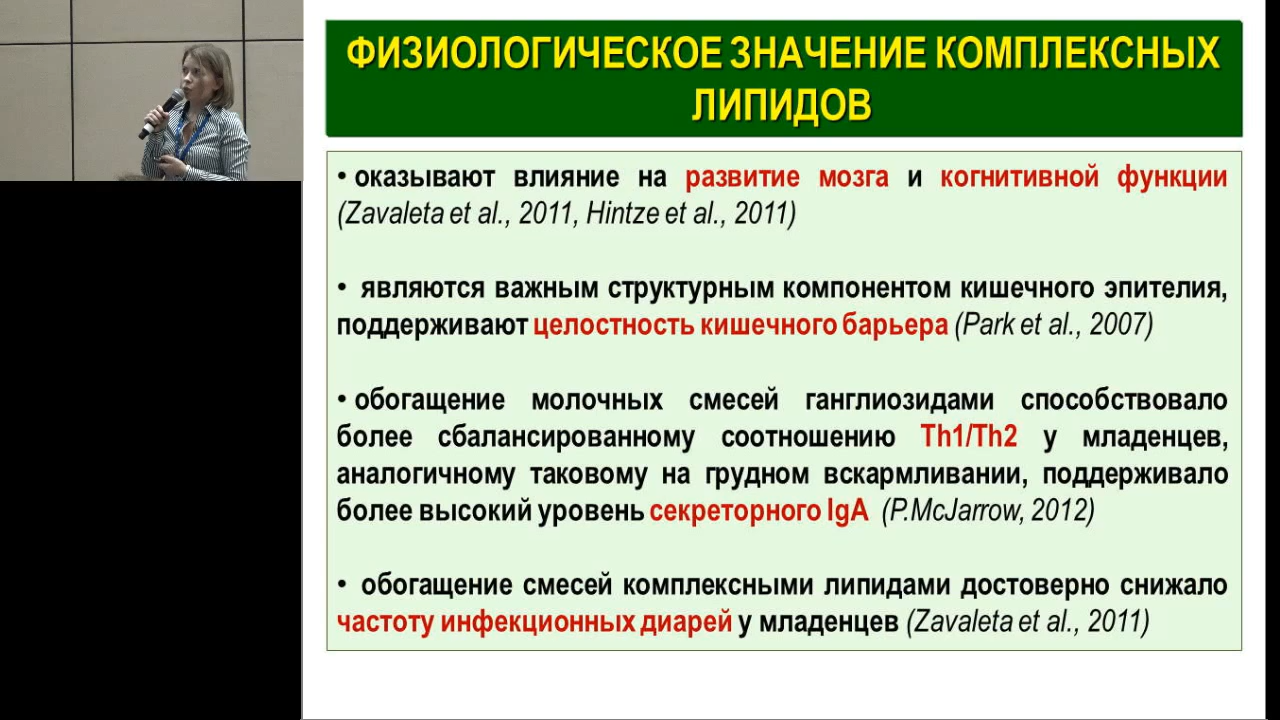 ФИЗИОЛОГИЧЕСКОЕ ЗНАЧЕНИЕ КОМПЛЕКСНЫХ
ЛИПИДОВ
• оказывают влияние на развитие мозга и когнитивной функции
(Zavaleta et al., 2011, Hintze et al., 2011)
• являются важным структурным компонентом кишечного эпителия,
поддерживают целостность кишечного барьера (Park et al., 2007)
• обогащение молочных смесей ганглиозидами способствовало
более сбалансированному соотношению Th1/Th2 у младенцев,
аналогичному таковому на грудном вскармливании, поддерживало
более высокий уровень секреторного IgA (P.McJarrow, 2012)
• обогащение смесей комплексными липидами достоверно снижало
частоту инфекционных диарей у младенцев (Zavaleta et al., 2011)